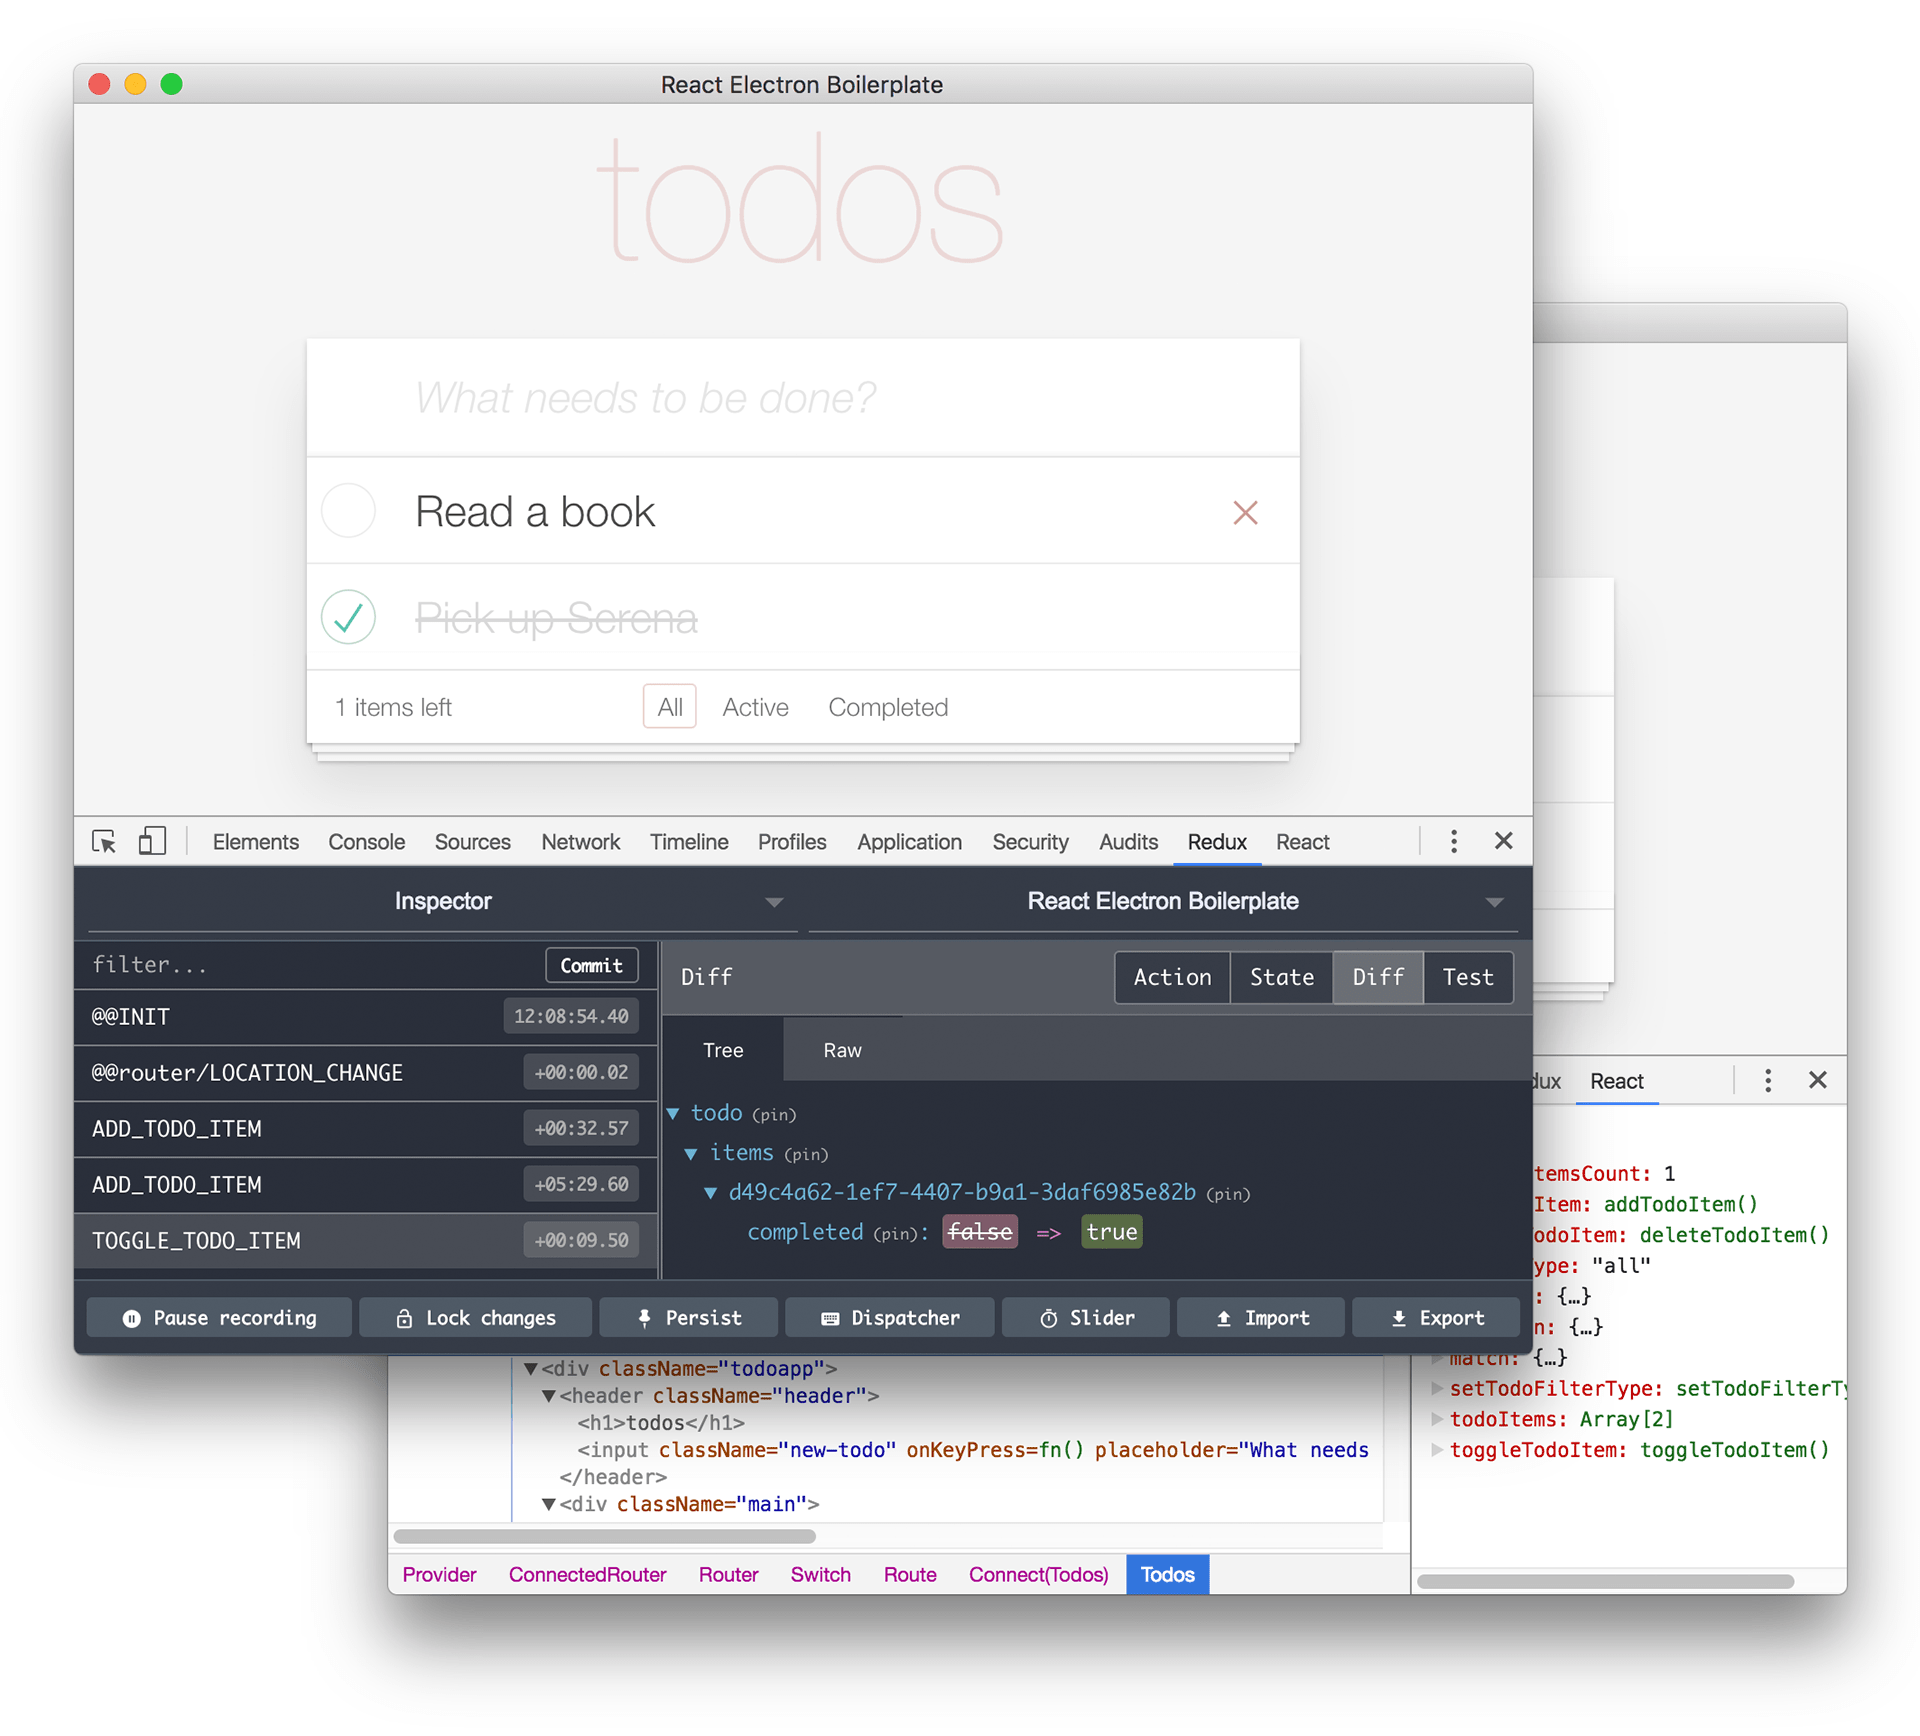 React Electron Boilerplate
todos
What needs to be done?
Read a book
Pick up Serena
1 items left All Active Completed
Elements Console Sources Network Timeline Profiles Application Security Audits Redux React
Inspector React Electron Boilerplate
filter... Commit
@@INIT 12:08:54.40
@@router/LOCATION_CHANGE +00:00.02
ADD_TODO_ITEM +00:32.57
ADD_TODO_ITEM +05:29.60
TOGGLE_TODO_ITEM +00:09.50
Diff Action State Diff Test
Tree Raw
todo (pin)
items (pin)
d49c4a62-1ef7-4407-b9a1-3daf6985e82b (pin)
completed (pin): false => true
Pause recording Lock changes Persist Dispatcher Slider Import Export
React
temsCount: 1
Item: addTodoItem()
odoItem: deleteTodoItem()
ype: "all"
: {…}
n: {…}
match: {…}
setTodoFilterType: setTodoFilterTy
todoItems: Array[2]
toggleTodoItem: toggleTodoItem()
<div className="todoapp">
<header className="header">
<h1>todos</h1>
<input className="new-todo" onKeyPress=fn() placeholder="What needs
</header>
<div className="main">
Provider ConnectedRouter Router Switch Route Connect(Todos) Todos